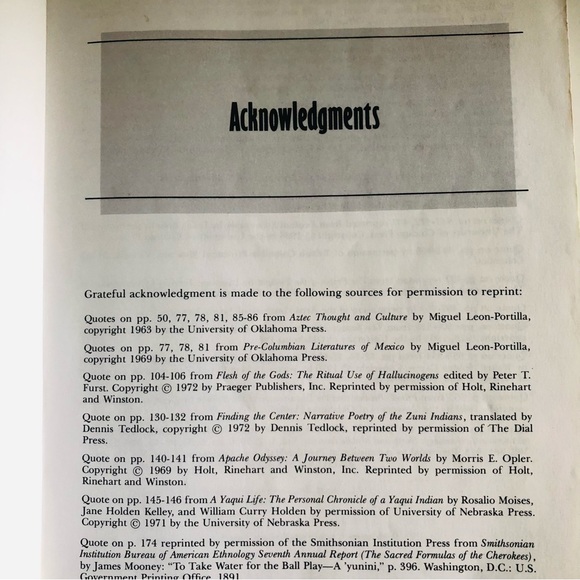 Acknowledgments
Grateful acknowledgment is made to the following sources for permission to reprint:
Quotes on pp. 50, 77, 78, 81, 85-86 from Aztec Thought and Culture by Miguel Leon-Portilla,
copyright 1963 by the University of Oklahoma Press.
Quotes on pp. 77, 78, 81 from Pre-Columbian Literatures of Mexico by Miguel Leon-Portilla,
copyright 1969 by the University of Oklahoma Press.
Quote on pp. 104-106 from Flesh of the Gods: The Ritual Use of Hallucinogens edited by Peter T.
Furst. Copyright © 1972 by Praeger Publishers, Inc. Reprinted by permission of Holt, Rinehart
and Winston.
Quote on pp. 130-132 from Finding the Center: Narrative Poetry of the Zuni Indians, translated by
Dennis Tedlock, copyright © 1972 by Dennis Tedlock, reprinted by permission of The Dial
Press.
Quote on pp. 140-141 from Apache Odyssey: A Journey Between Two Worlds by Morris E. Opler.
Copyright © 1969 by Holt, Rinehart and Winston, Inc. Reprinted by permission of Holt,
Rinehart and Winston.
Quote on pp. 145-146 from A Yaqui Life: The Personal Chronicle of a Yaqui Indian by Rosalio Moises,
Jane Holden Kelley, and William Curry Holden by permission of University of Nebraska Press.
Copyright © 1971 by the University of Nebraska Press.
Quote on p. 174 reprinted by permission of the Smithsonian Institution Press from Smithsonian
Institution Bureau of American Ethnology Seventh Annual Report (The Sacred Formulas of the Cherokees),
by James Mooney: "To Take Water for the Ball Play—A 'yunini," p. 396. Washington, D.C.: U.S.
Government Printing Office, 1891.